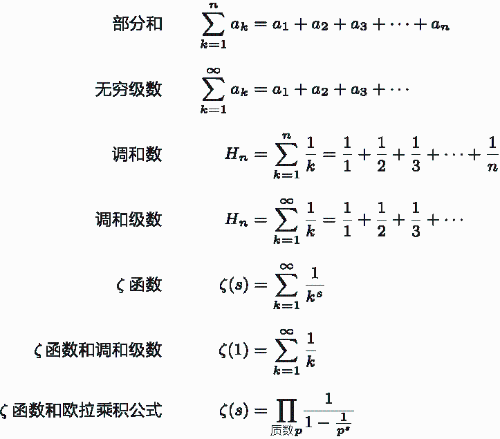 部分和 $\sum_{k=1}^{n} a_k = a_1 + a_2 + a_3 + \cdots + a_n$
无穷级数 $\sum_{k=1}^{\infty} a_k = a_1 + a_2 + a_3 + \cdots$
调和数 $H_n = \sum_{k=1}^{n} \frac{1}{k} = \frac{1}{1} + \frac{1}{2} + \frac{1}{3} + \cdots + \frac{1}{n}$
调和级数 $H_n = \sum_{k=1}^{\infty} \frac{1}{k} = \frac{1}{1} + \frac{1}{2} + \frac{1}{3} + \cdots$
ζ 函数 $\zeta(s) = \sum_{k=1}^{\infty} \frac{1}{k^s}$
ζ 函数和调和级数 $\zeta(1) = \sum_{k=1}^{\infty} \frac{1}{k}$
ζ 函数和欧拉乘积公式 $\zeta(s) = \prod_{质数p} \frac{1}{1 - \frac{1}{p^s}}$